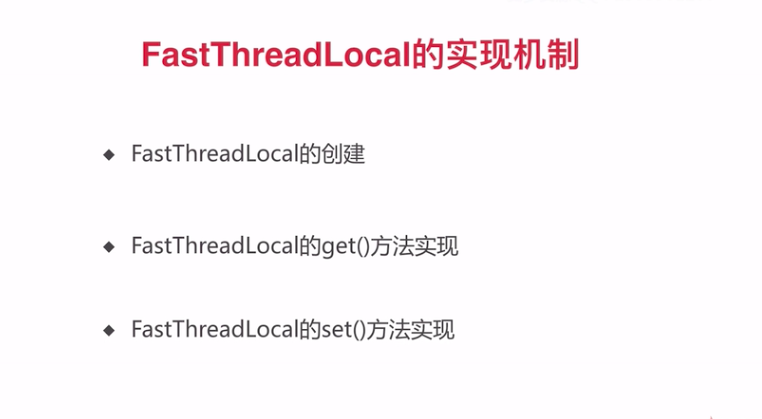 FastThreadLocal的实现机制
◆ FastThreadLocal的创建
◆ FastThreadLocal的get()方法实现
◆ FastThreadLocal的set()方法实现